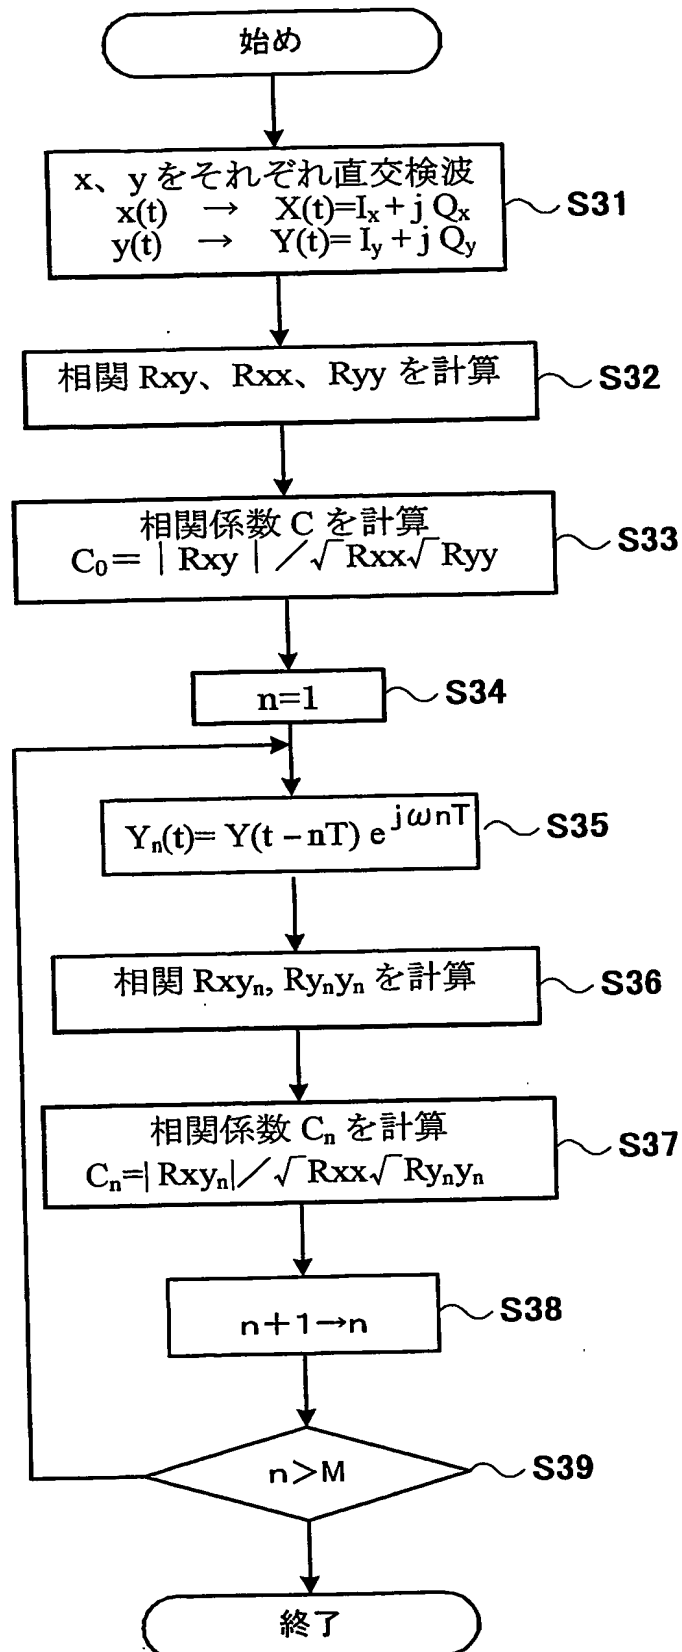 始め
x、y をそれぞれ直交検波
x(t) → X(t)=Iₓ + j Qₓ
y(t) → Y(t)= I_y + j Q_y
S31
相関 Rxy、Rxx、Ryy を計算
S32
相関係数 C を計算
C₀＝｜Rxy｜／√Rxx√Ryy
S33
n=1
S34
Yₙ(t)= Y(t – nT) e^jωnT
S35
相関 Rxyₙ, Ryₙyₙ を計算
S36
相関係数 Cₙ を計算
Cₙ=|Rxyₙ|／√Rxx√Ryₙyₙ
S37
n＋1→n
S38
n＞M
S39
終了